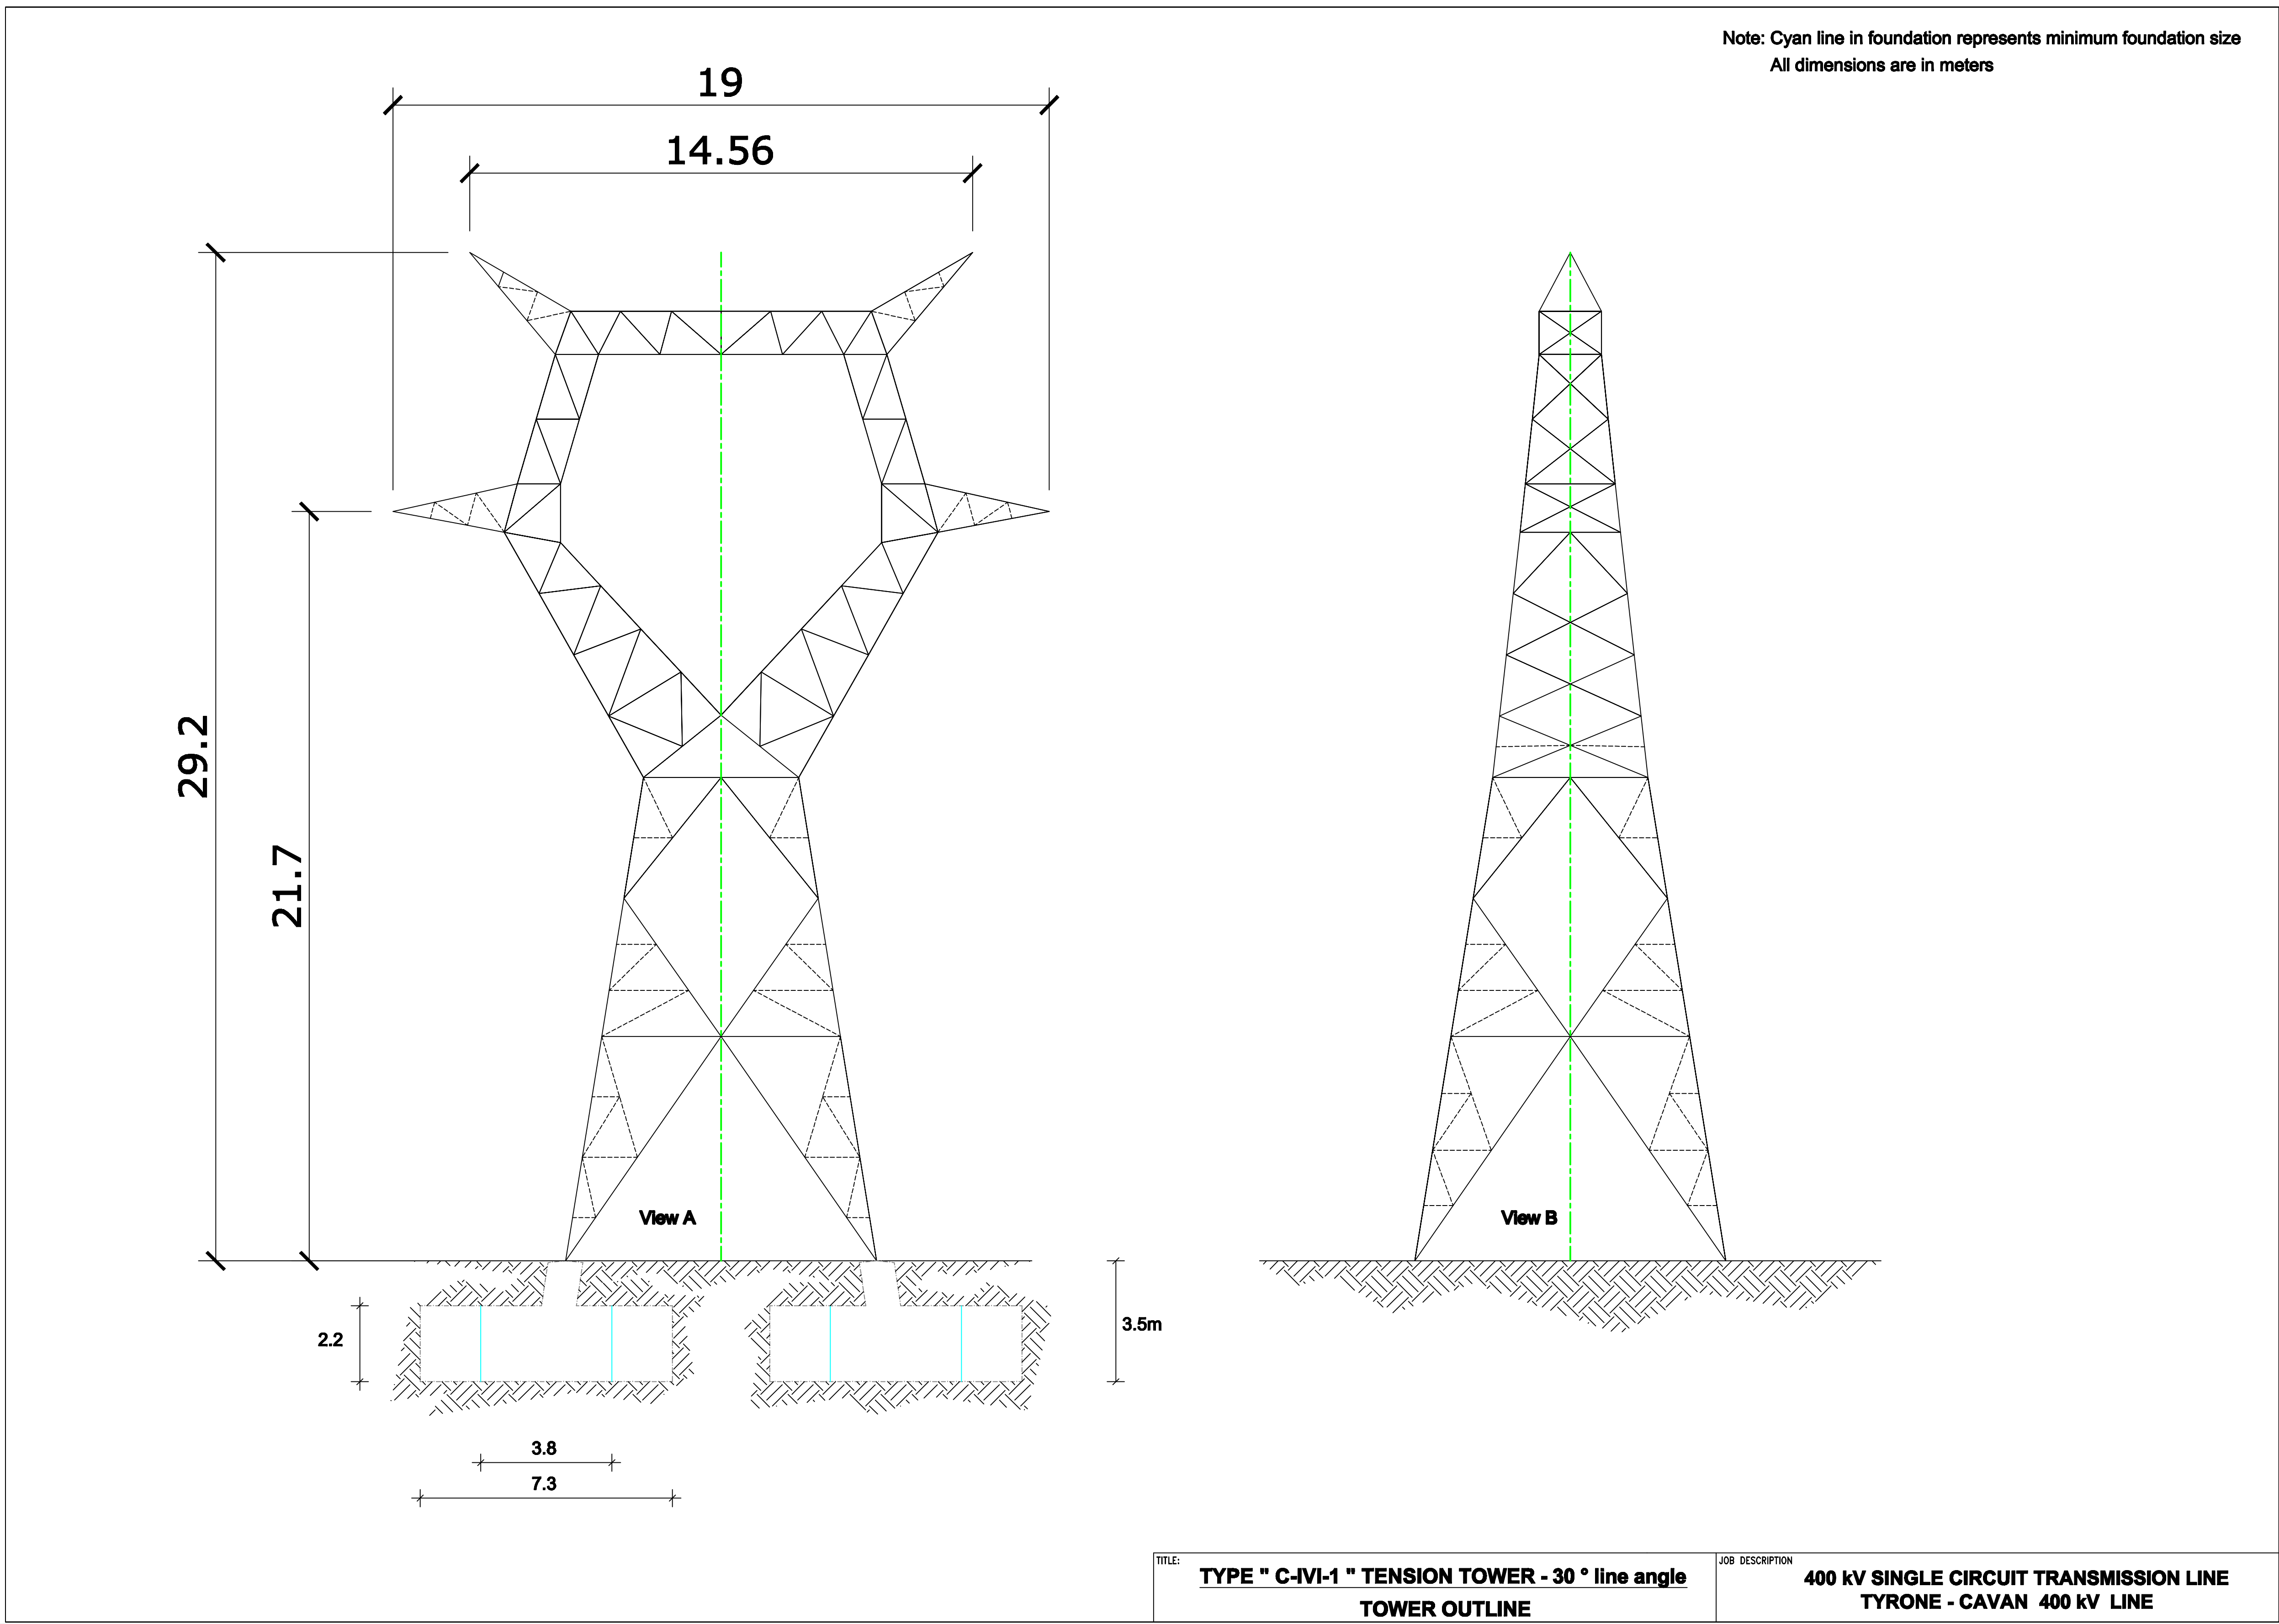 Note: Cyan line in foundation represents minimum foundation size
All dimensions are in meters
19
14.56
29.2
21.7
View A
View B
2.2
3.5m
3.8
7.3
TITLE:
TYPE " C-IVI-1 " TENSION TOWER - 30 ° line angle
TOWER OUTLINE
JOB DESCRIPTION
400 kV SINGLE CIRCUIT TRANSMISSION LINE
TYRONE - CAVAN 400 kV LINE